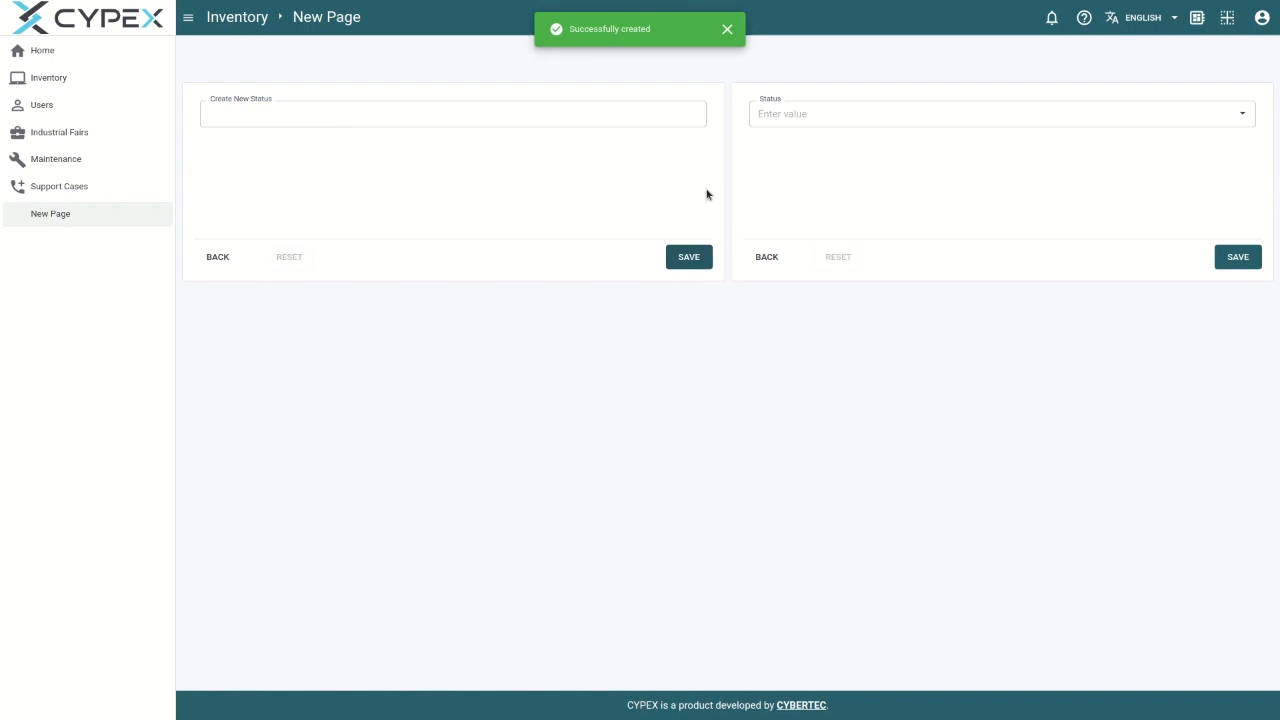 CYPEX
Inventory
New Page
Successfully created
ENGLISH
Home
Inventory
Users
Industrial Fairs
Maintenance
Support Cases
New Page
Create New Status
BACK
RESET
SAVE
Status
Enter value
BACK
RESET
SAVE
CYPEX is a product developed by CYBERTEC.